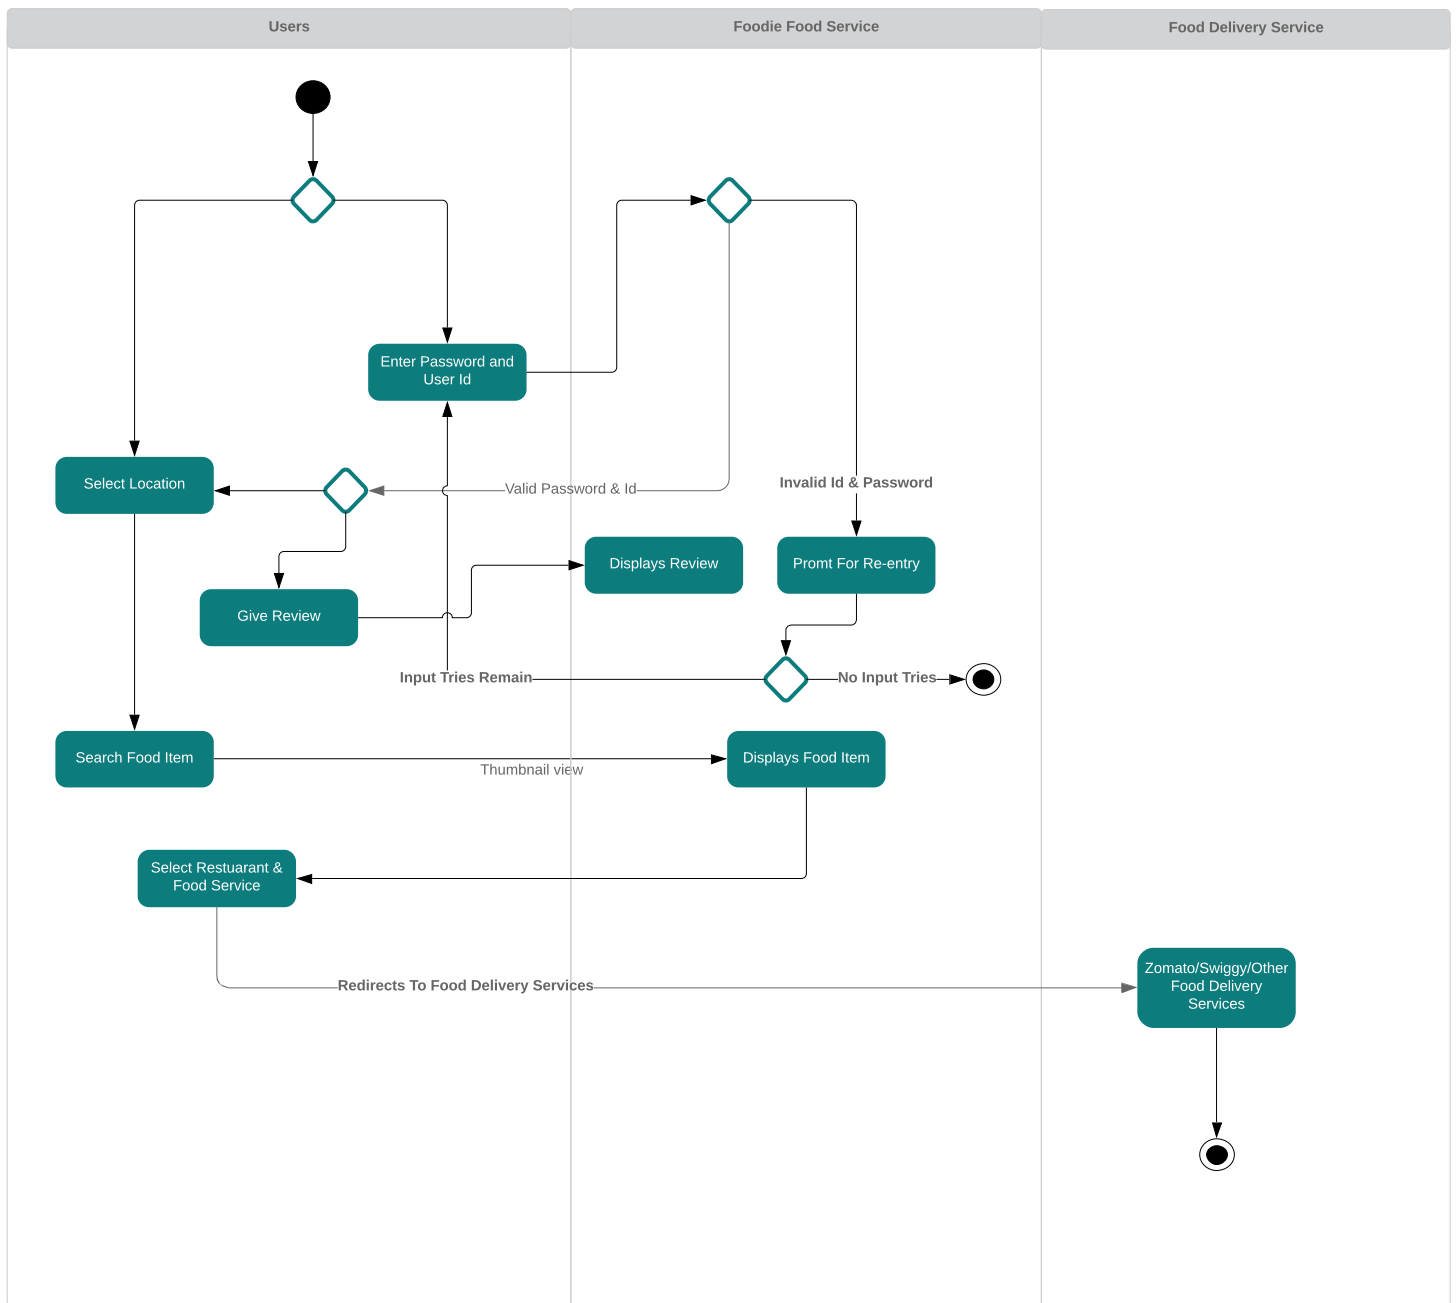 Users
Foodie Food Service
Food Delivery Service
Enter Password and
User Id
Select Location
Valid Password & Id
Invalid Id & Password
Displays Review
Promt For Re-entry
Give Review
Input Tries Remain
No Input Tries
Search Food Item
Thumbnail view
Displays Food Item
Select Restuarant &
Food Service
Redirects To Food Delivery Services
Zomato/Swiggy/Other
Food Delivery
Services